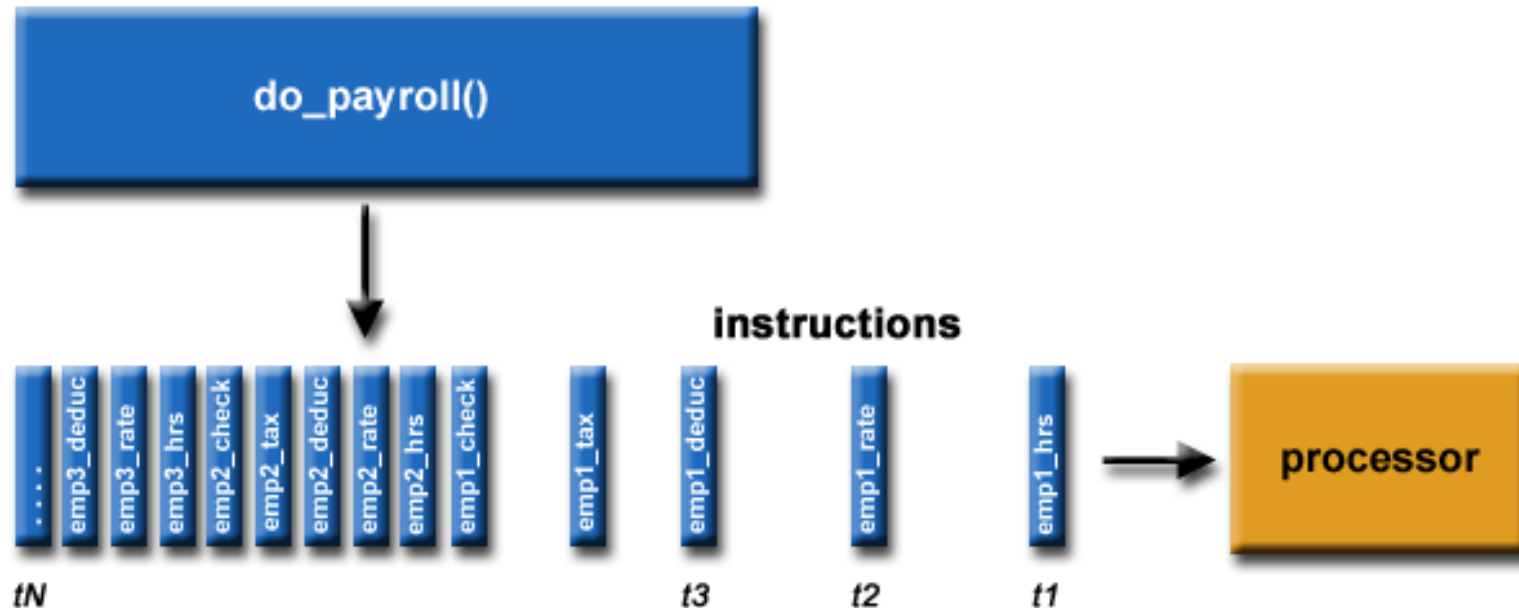 do_payroll()
instructions
. . . .
emp3_deduc
emp3_rate
emp3_hrs
emp2_check
emp2_tax
emp2_deduc
emp2_rate
emp2_hrs
emp1_check
emp1_tax
emp1_deduc
emp1_rate
emp1_hrs
processor
tN
t3
t2
t1